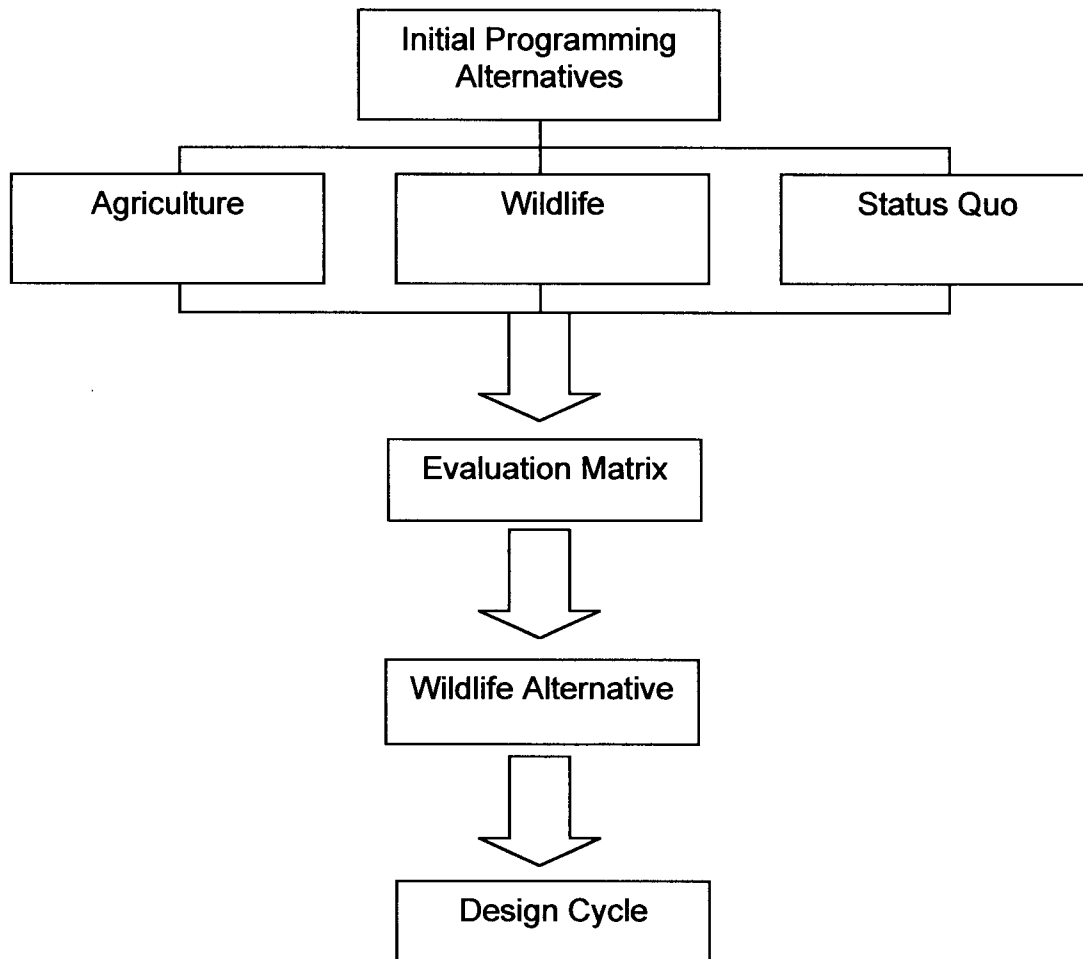 Initial Programming
Alternatives
Agriculture
Wildlife
Status Quo
Evaluation Matrix
Wildlife Alternative
Design Cycle